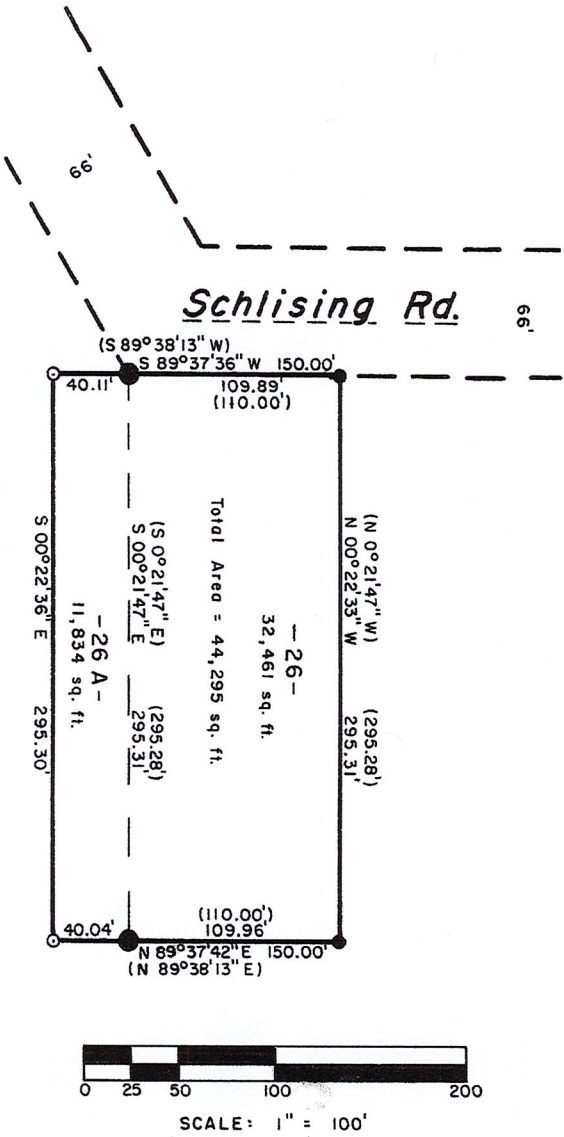 66'
Schlising Rd.
66'
(S 89°38'13" W)
S 89°37'36" W 150.00'
40.11'
109.89'
(110.00')
S 00°22'36" E 295.30'
-26 A-
11,834 sq. ft.
(S 0°21'47" E) (295.28')
S 00°21'47" E 295.31'
Total Area = 44,295 sq. ft.
-26-
32,461 sq. ft.
(N 0°21'47" W) (295.28')
N 00°22'33" W 295.31'
(110.00')
40.04'
109.96'
N 89°37'42" E 150.00'
(N 89°38'13" E)
0 25 50 100 200
SCALE: 1" = 100'